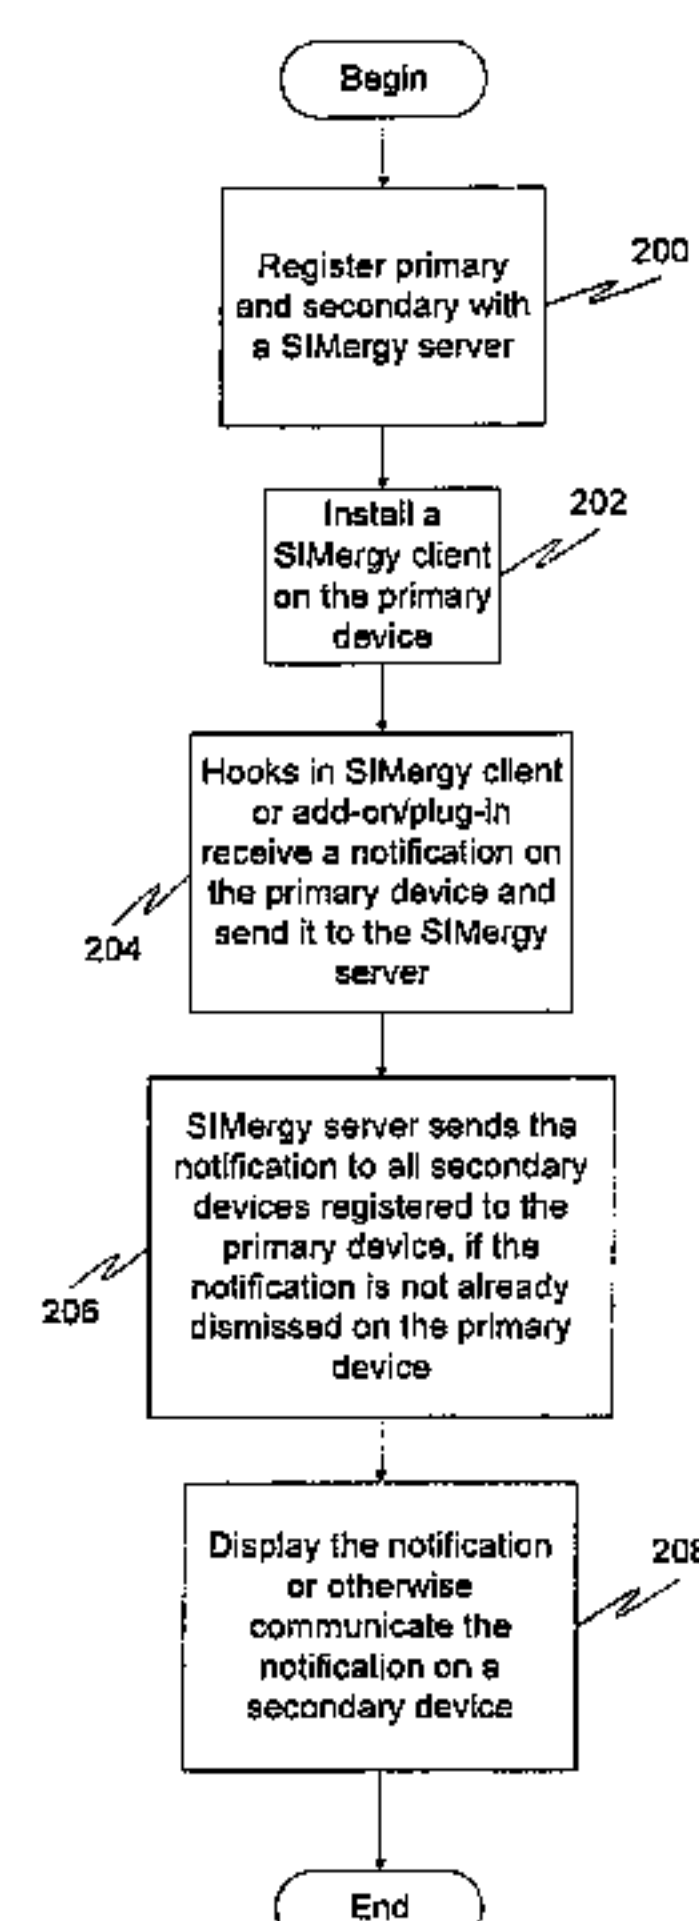 Begin
Register primary
and secondary with
a SIMergy server
200
Install a
SIMergy client
on the primary
device
202
Hooks in SIMergy client
or add-on/plug-in
receive a notification on
the primary device and
send it to the SIMergy
server
204
SIMergy server sends the
notification to all secondary
devices registered to the
primary device, if the
notification is not already
dismissed on the primary
device
206
Display the notification
or otherwise
communicate the
notification on a
secondary device
208
End